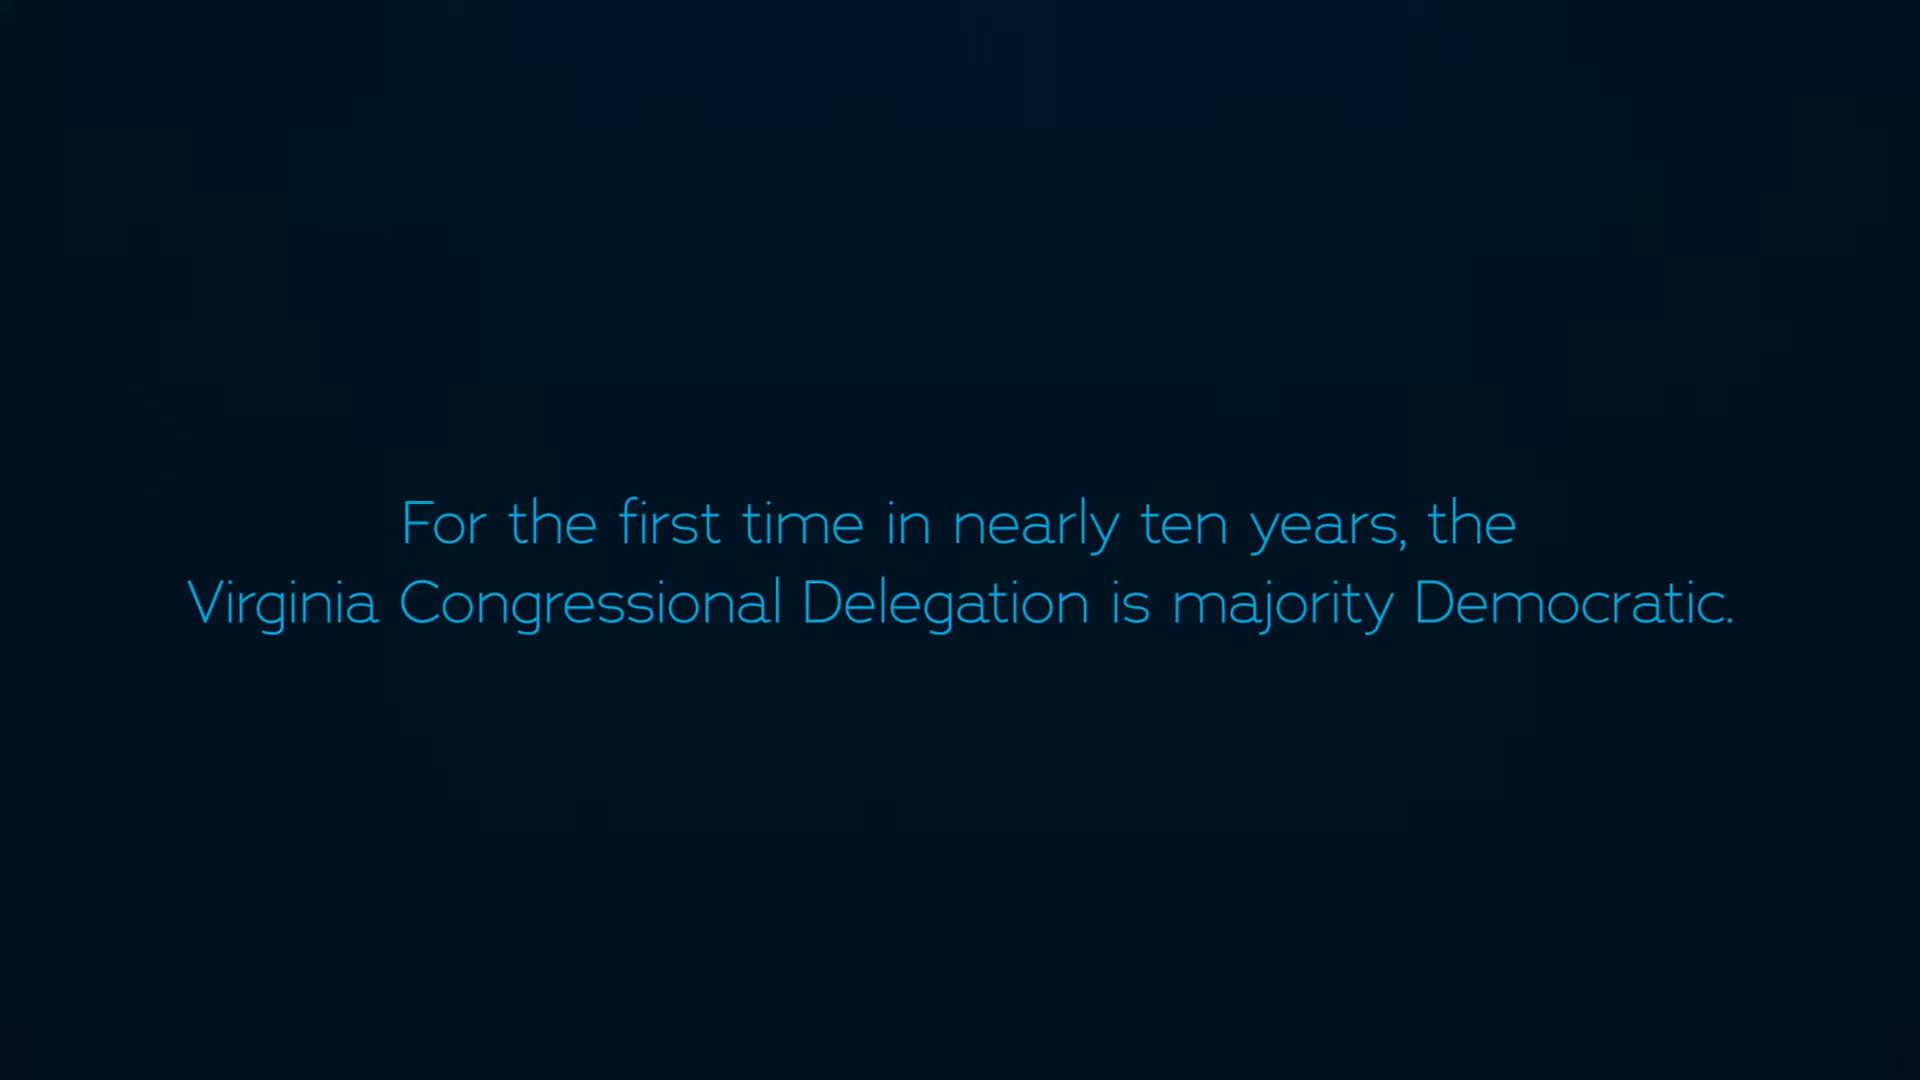 For the first time in nearly ten years, the
Virginia Congressional Delegation is majority Democratic.